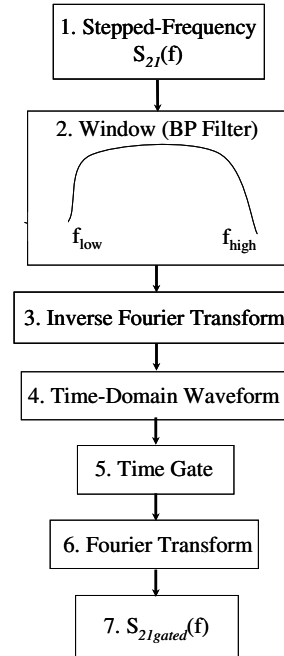 1. Stepped-Frequency
S21(f)
2. Window (BP Filter)
flow
fhigh
3. Inverse Fourier Transform
4. Time-Domain Waveform
5. Time Gate
6. Fourier Transform
7. S21gated(f)